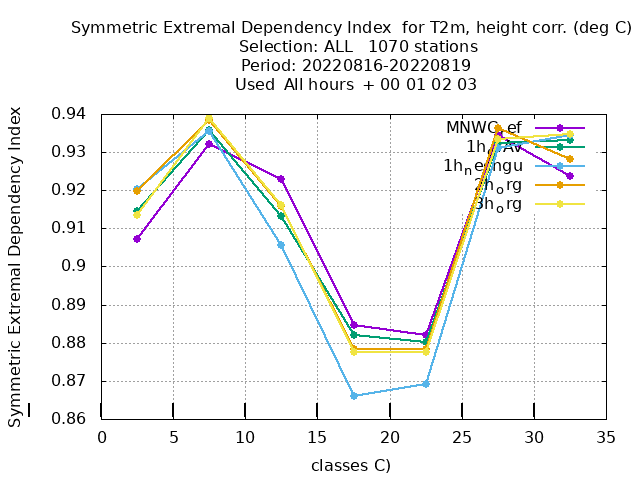 Symmetric Extremal Dependency Index for T2m, height corr. (deg C)
Selection: ALL 1070 stations
Period: 20220816-20220819
Used All hours + 00 01 02 03
Symmetric Extremal Dependency Index
0.94
0.93
0.92
0.91
0.9
0.89
0.88
0.87
0.86
0 5 10 15 20 25 30 35
classes C)
2h_org
3h_org